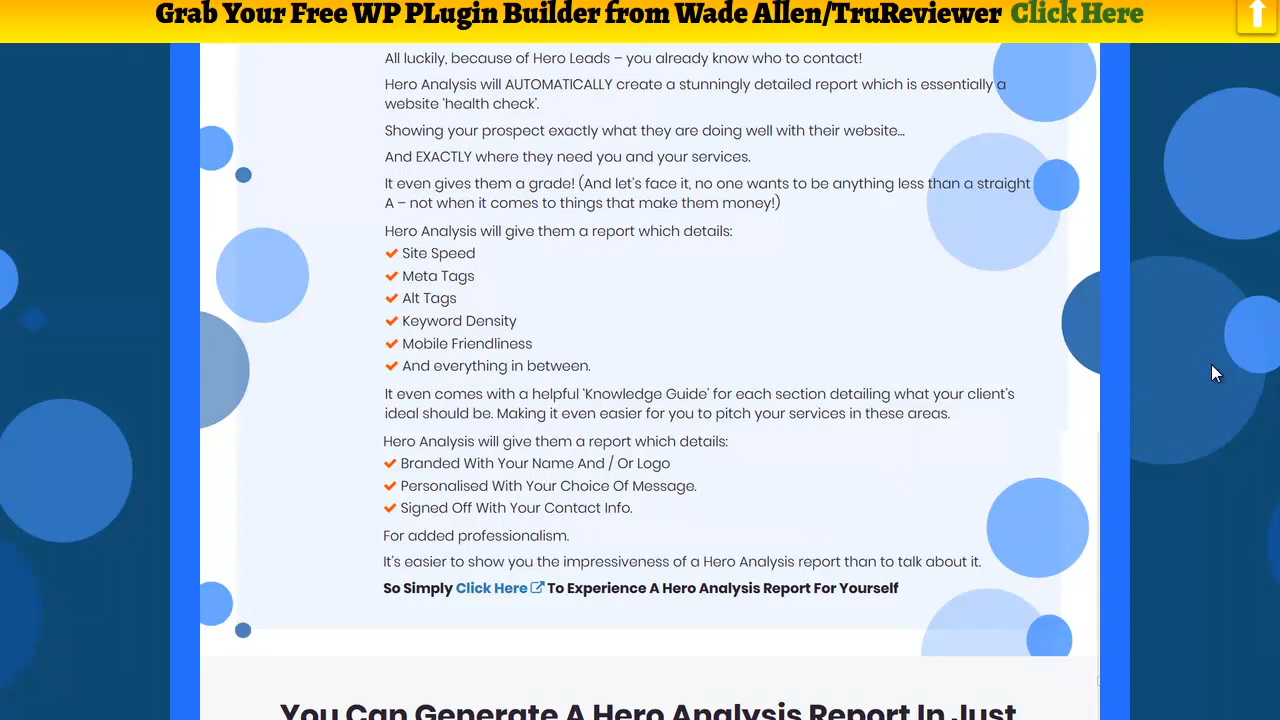 Grab Your Free WP PLugin Builder from Wade Allen/TruReviewer Click Here
All luckily, because of Hero Leads – you already know who to contact!
Hero Analysis will AUTOMATICALLY create a stunningly detailed report which is essentially a
website 'health check'.
Showing your prospect exactly what they are doing well with their website...
And EXACTLY where they need you and your services.
It even gives them a grade! (And let's face it, no one wants to be anything less than a straight
A – not when it comes to things that make them money!)
Hero Analysis will give them a report which details:
Site Speed
Meta Tags
Alt Tags
Keyword Density
Mobile Friendliness
And everything in between.
It even comes with a helpful 'Knowledge Guide' for each section detailing what your client's
ideal should be. Making it even easier for you to pitch your services in these areas.
Hero Analysis will give them a report which details:
Branded With Your Name And / Or Logo
Personalised With Your Choice Of Message.
Signed Off With Your Contact Info.
For added professionalism.
It's easier to show you the impressiveness of a Hero Analysis report than to talk about it.
So Simply Click Here To Experience A Hero Analysis Report For Yourself
You Can Generate A Hero Analysis Report In Just